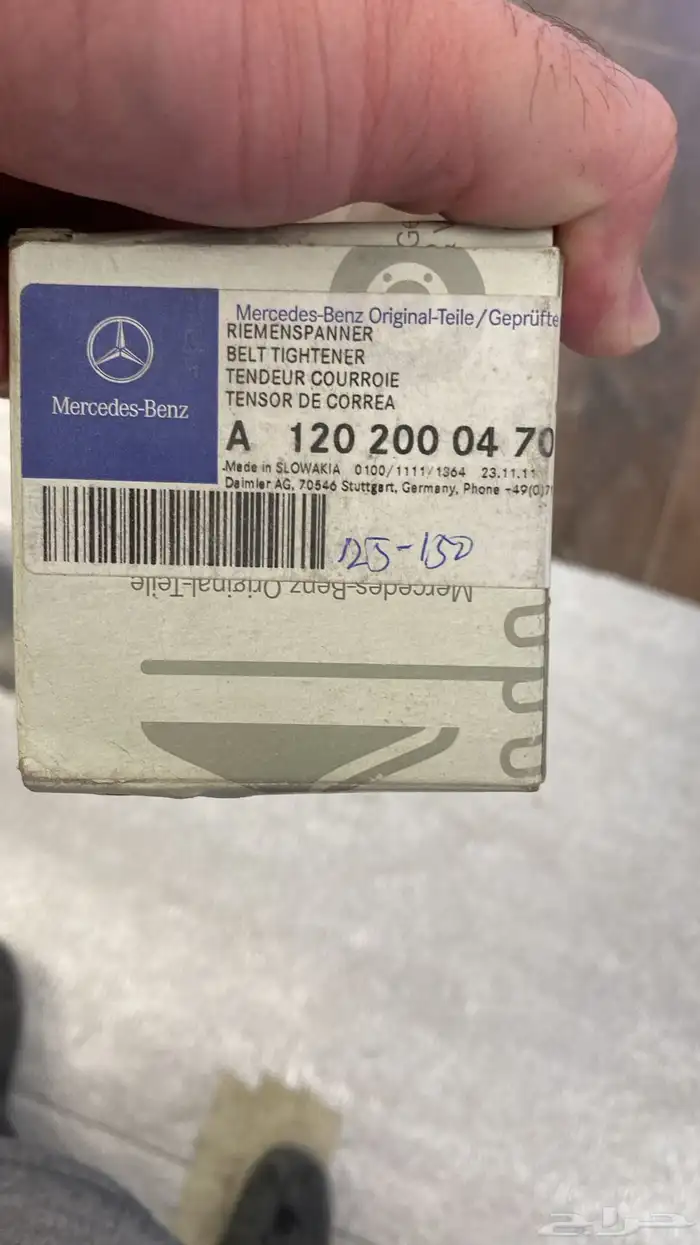 Mercedes-Benz Original-Teile/Geprüfte
RIEMENSPANNER
BELT TIGHTENER
TENDEUR COURROIE
TENSOR DE CORREA
Mercedes-Benz
A 120 200 04 70
Made in SLOWAKIA 0100/1111/1364 23.11.11
Daimler AG, 70546 Stuttgart, Germany, Phone +49(0)7
125-150
Mercedes-Benz Original-Teile
حراج